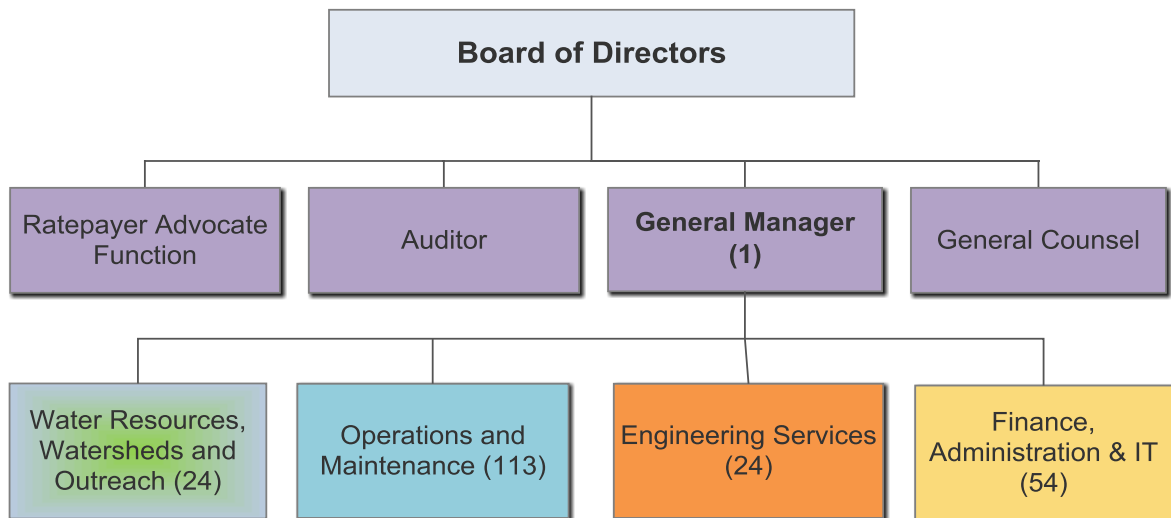 Board of Directors
Ratepayer Advocate
Function
Auditor
General Manager
(1)
General Counsel
Water Resources,
Watersheds and
Outreach (24)
Operations and
Maintenance (113)
Engineering Services
(24)
Finance,
Administration & IT
(54)